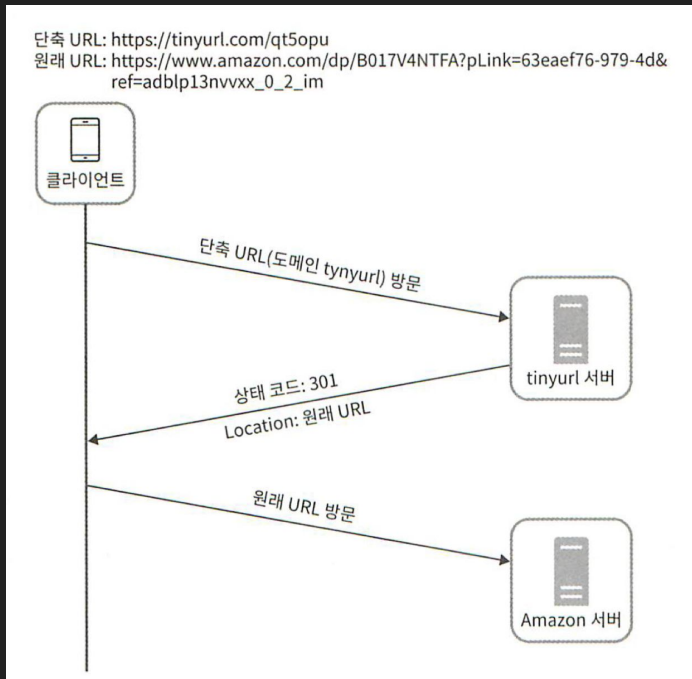 단축 URL: https://tinyurl.com/qt5opu
원래 URL: https://www.amazon.com/dp/B017V4NTFA?pLink=63eaef76-979-4d&
ref=adblp13nvvxx_0_2_im
클라이언트
단축 URL(도메인 tynyurl) 방문
tinyurl 서버
상태 코드: 301
Location: 원래 URL
원래 URL 방문
Amazon 서버